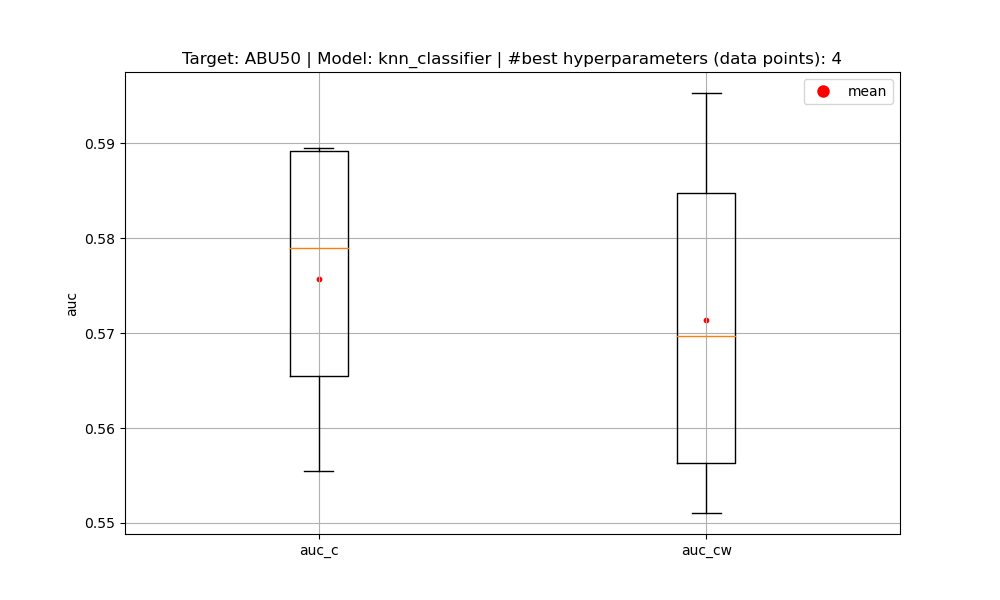 Target: ABU50 | Model: knn_classifier | #best hyperparameters (data points): 4
mean
0.59
0.58
0.57
0.56
0.55
auc
auc_c
auc_cw